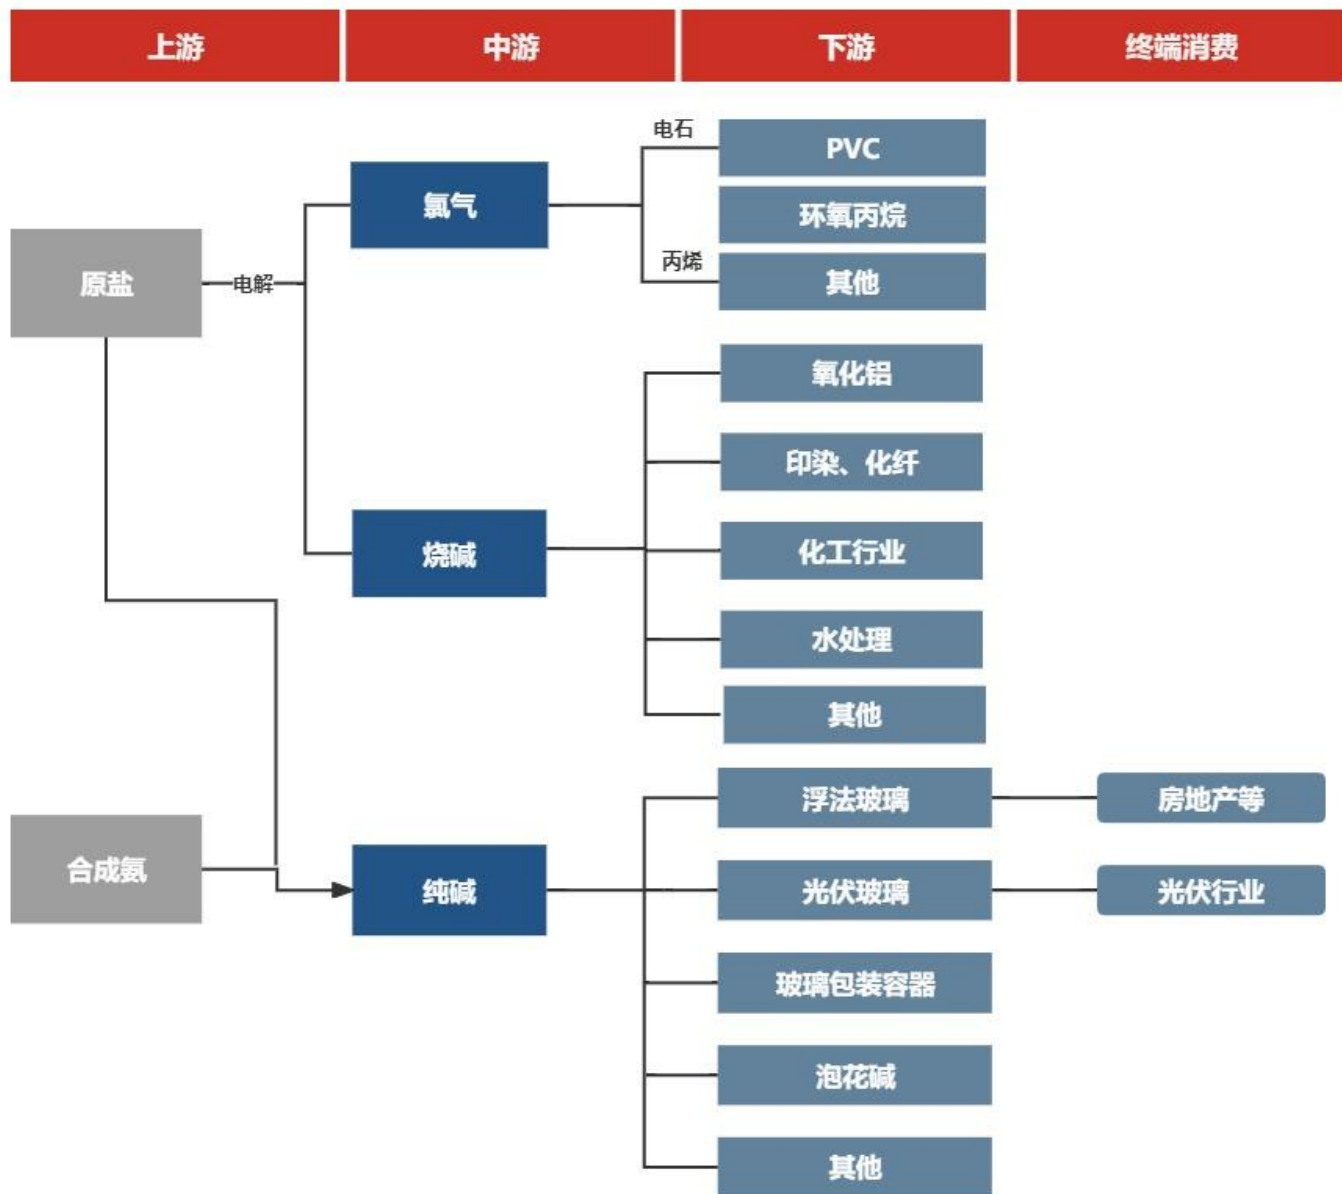 上游
中游
下游
终端消费
原盐
电解
氯气
电石
PVC
环氧丙烷
丙烯
其他
烧碱
氧化铝
印染、化纤
化工行业
水处理
其他
合成氨
纯碱
浮法玻璃
房地产等
光伏玻璃
光伏行业
玻璃包装容器
泡花碱
其他